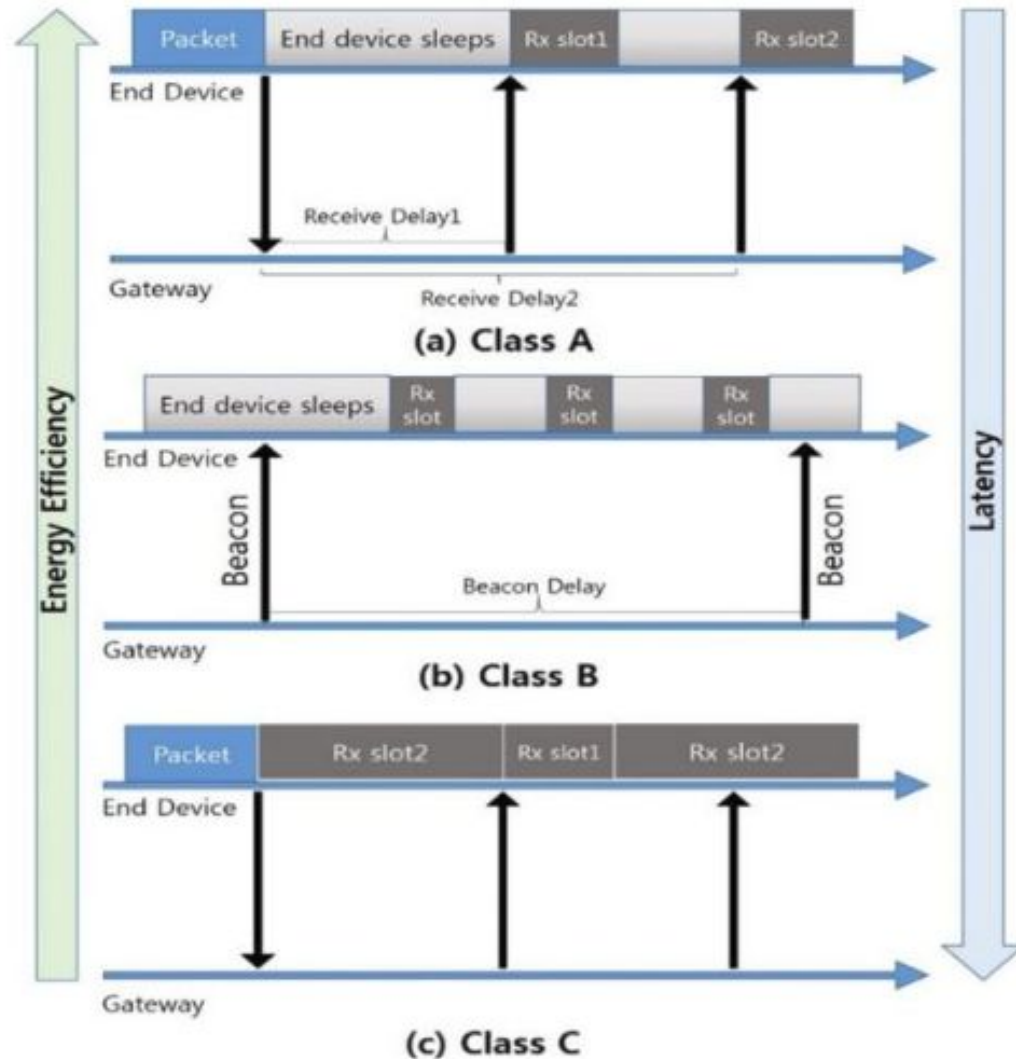 Packet
End device sleeps
Rx slot1
Rx slot2
End Device
Receive Delay1
Gateway
Receive Delay2
(a) Class A
Energy Efficiency
Latency
End device sleeps
Rx
slot
Rx
slot
Rx
slot
End Device
Beacon
Beacon
Beacon Delay
Gateway
(b) Class B
Packet
Rx slot2
Rx slot1
Rx slot2
End Device
Gateway
(c) Class C